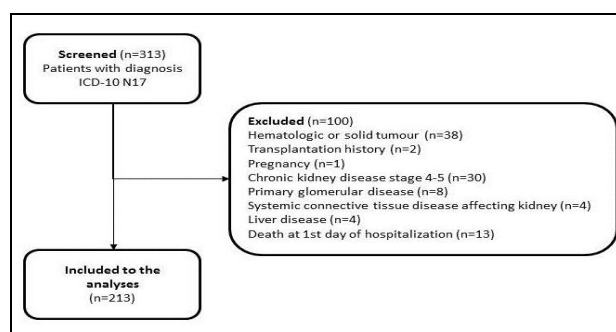 Screened (n=313)
Patients with diagnosis
ICD-10 N17
Excluded (n=100)
Hematologic or solid tumour (n=38)
Transplantation history (n=2)
Pregnancy (n=1)
Chronic kidney disease stage 4-5 (n=30)
Primary glomerular disease (n=8)
Systemic connective tissue disease affecting kidney (n=4)
Liver disease (n=4)
Death at 1st day of hospitalization (n=13)
Included to the
analyses
(n=213)